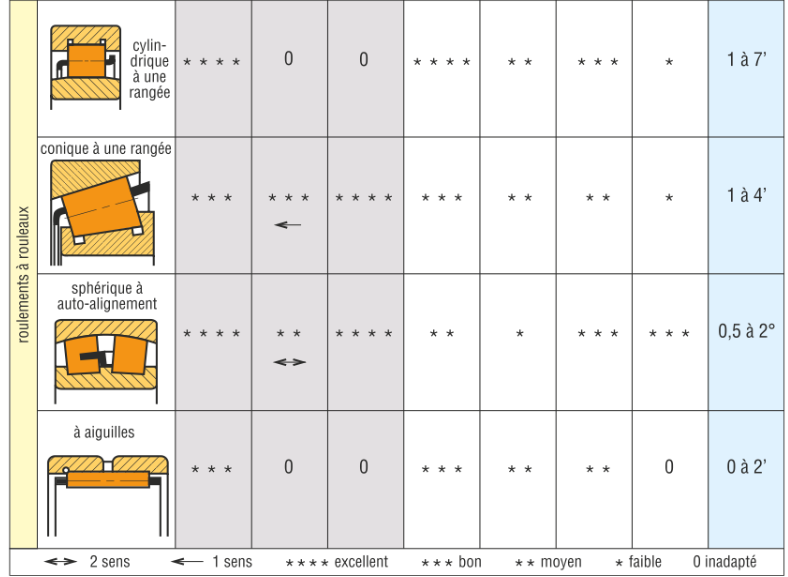 roulements à rouleaux
cylin-
drique
à une
rangée
* * * * 0 0 * * * * * * * * * * 1 à 7’
conique à une rangée
* * * * * * * * * * * * * * * * * * 1 à 4’
←
sphérique à
auto-alignement
* * * * * * * * * * * * * * * * * * * 0,5 à 2°
↔
à aiguilles
* * * 0 0 * * * * * * * 0 0 à 2’
↔ 2 sens ← 1 sens * * * * excellent * * * bon * * moyen * faible 0 inadapté